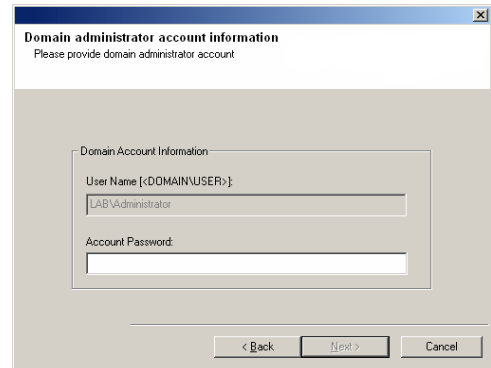 Domain administrator account information
Please provide domain administrator account
Domain Account Information
User Name [<DOMAIN\USER>]:
LAB\Administrator
Account Password:
< Back
Next >
Cancel